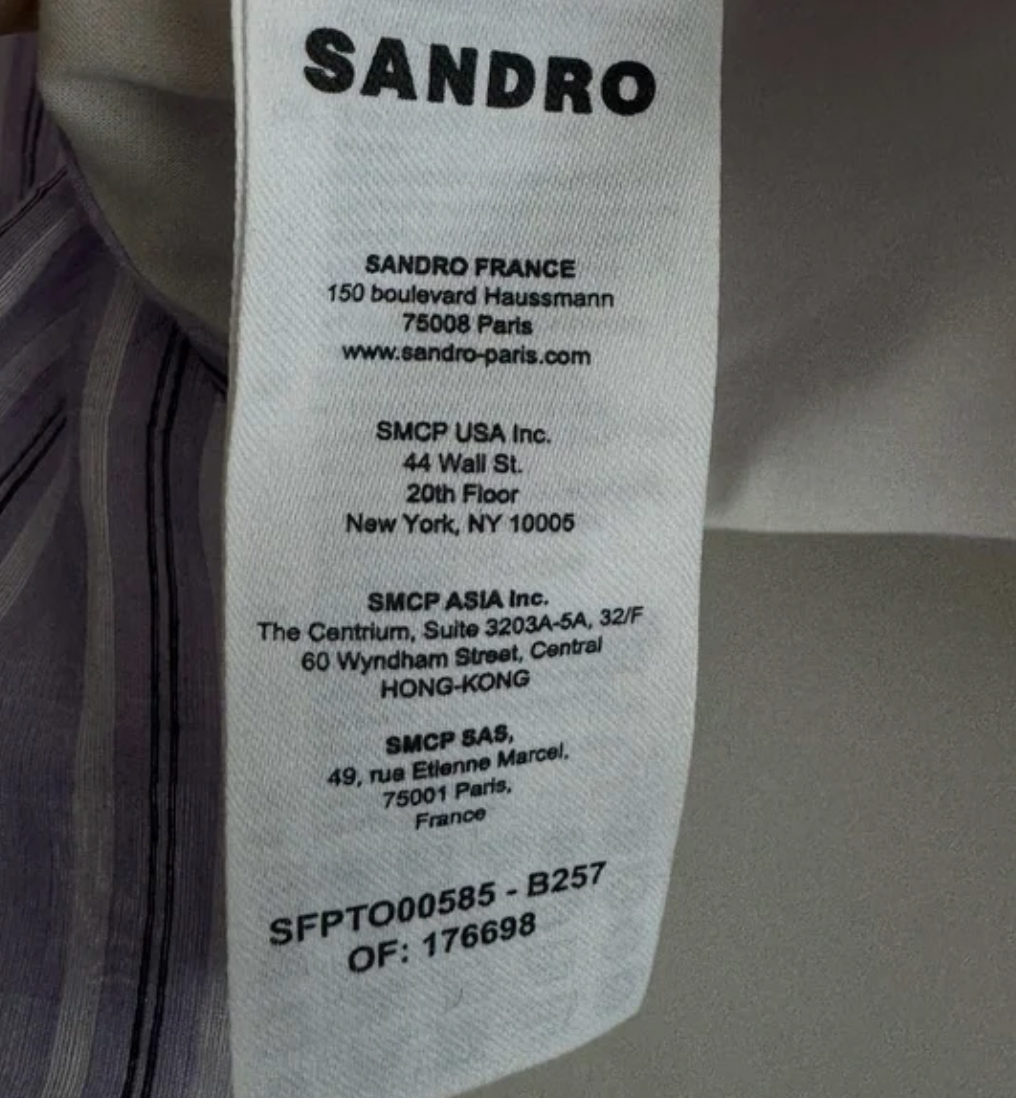 SANDRO
SANDRO FRANCE
150 boulevard Haussmann
75008 Paris
www.sandro-paris.com
SMCP USA Inc.
44 Wall St.
20th Floor
New York, NY 10005
SMCP ASIA Inc.
The Centrium, Suite 3203A-5A, 32/F
60 Wyndham Street, Central
HONG-KONG
SMCP SAS,
49, rue Etienne Marcel,
75001 Paris,
France
SFPTO00585 - B257
OF: 176698